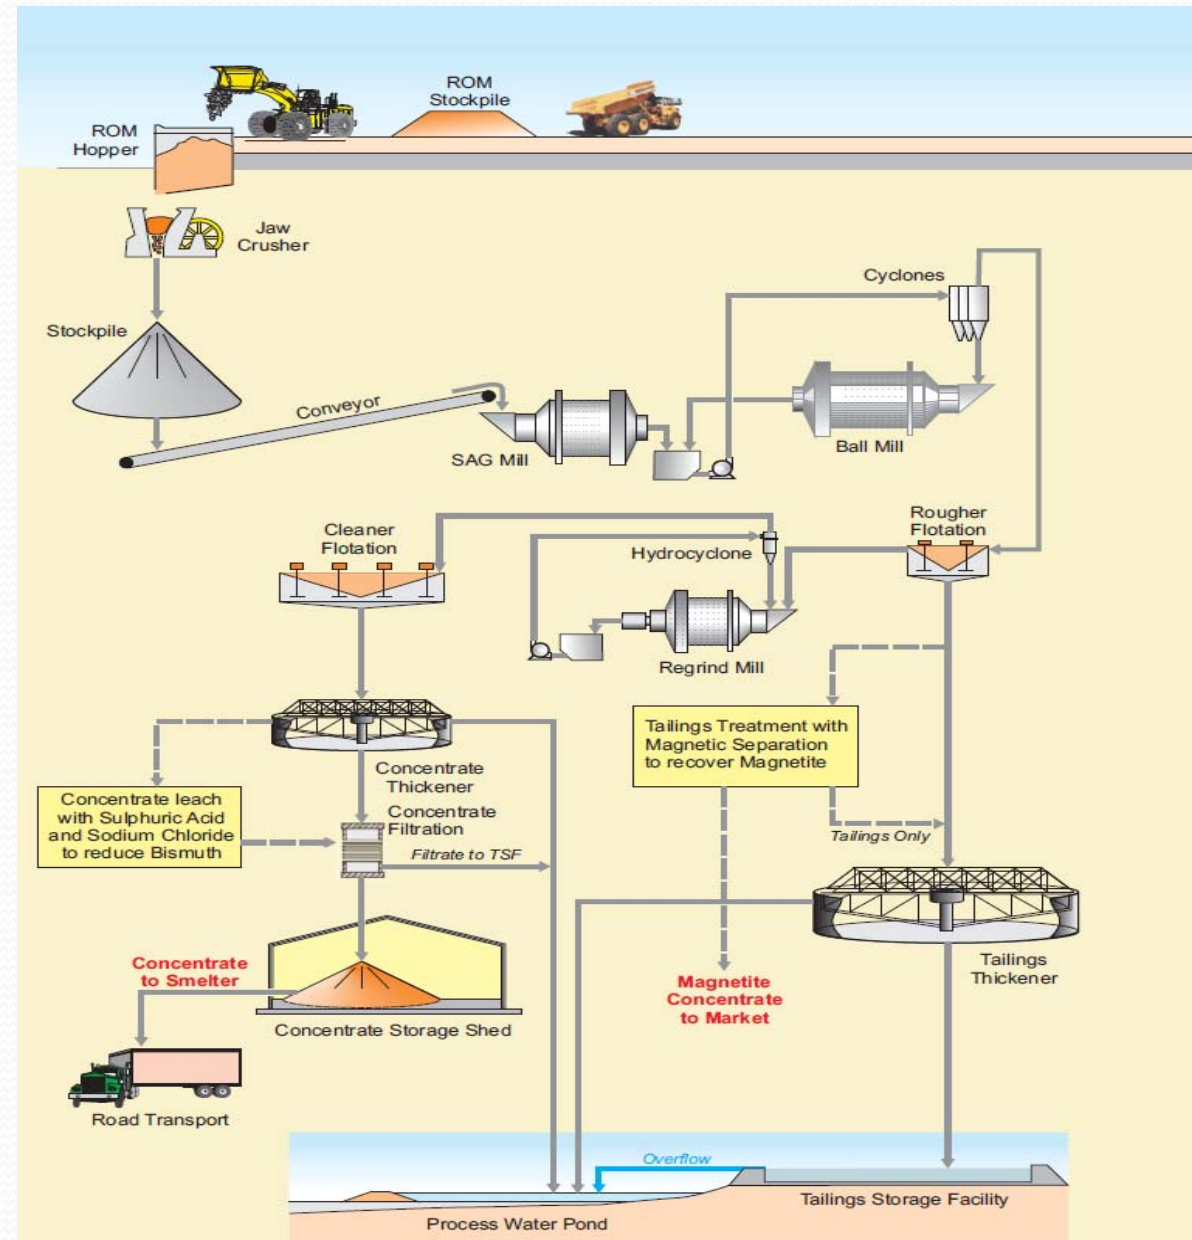 ROM
Stockpile
ROM
Hopper
Jaw
Crusher
Cyclones
Stockpile
Conveyor
Ball Mill
SAG Mill
Rougher
Flotation
Cleaner
Flotation
Hydrocyclone
Regrind Mill
Tailings Treatment with
Magnetic Separation
to recover Magnetite
Concentrate
Thickener
Concentrate leach
with Sulphuric Acid
and Sodium Chloride
to reduce Bismuth
Concentrate
Filtration
Filtrate to TSF
Tailings Only
Concentrate
to Smelter
Tailings
Thickener
Magnetite
Concentrate
to Market
Concentrate Storage Shed
Road Transport
Overflow
Tailings Storage Facility
Process Water Pond